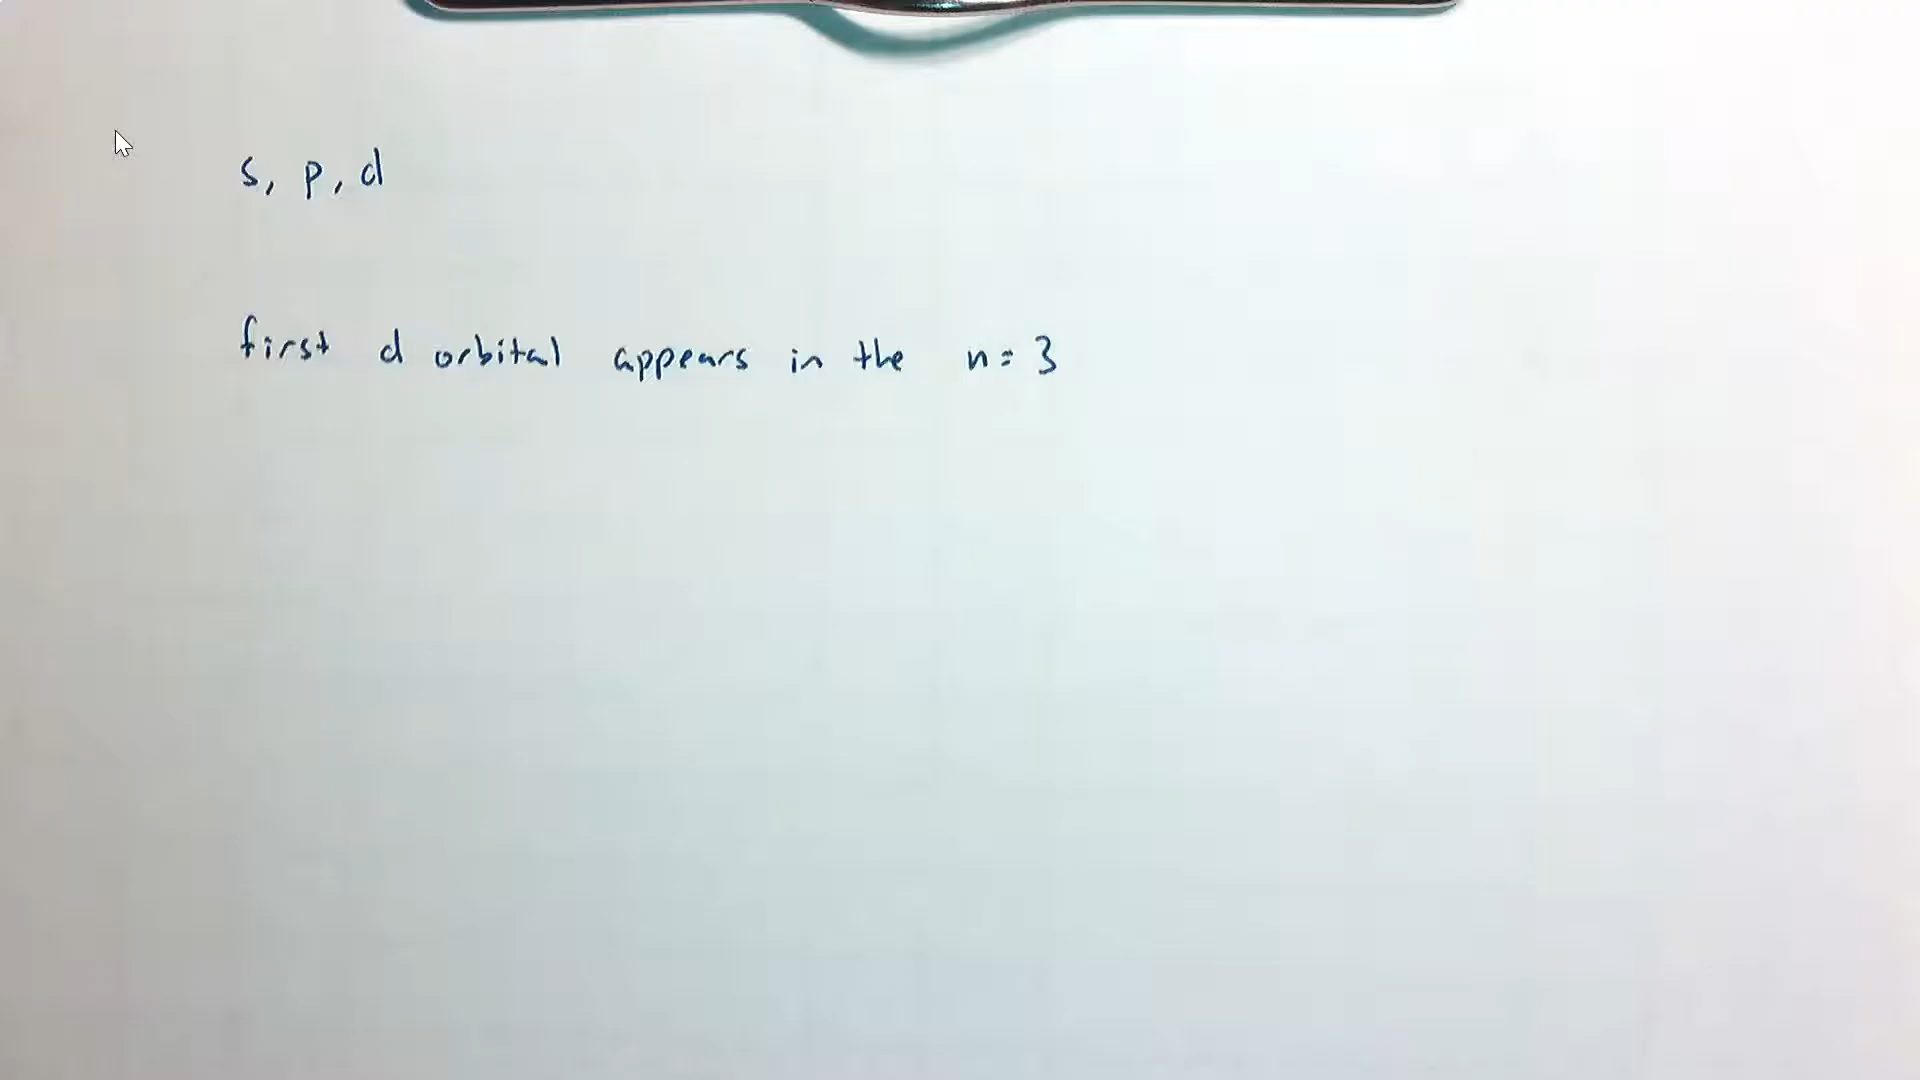 s, p, d
first d orbital appears in the n = 3